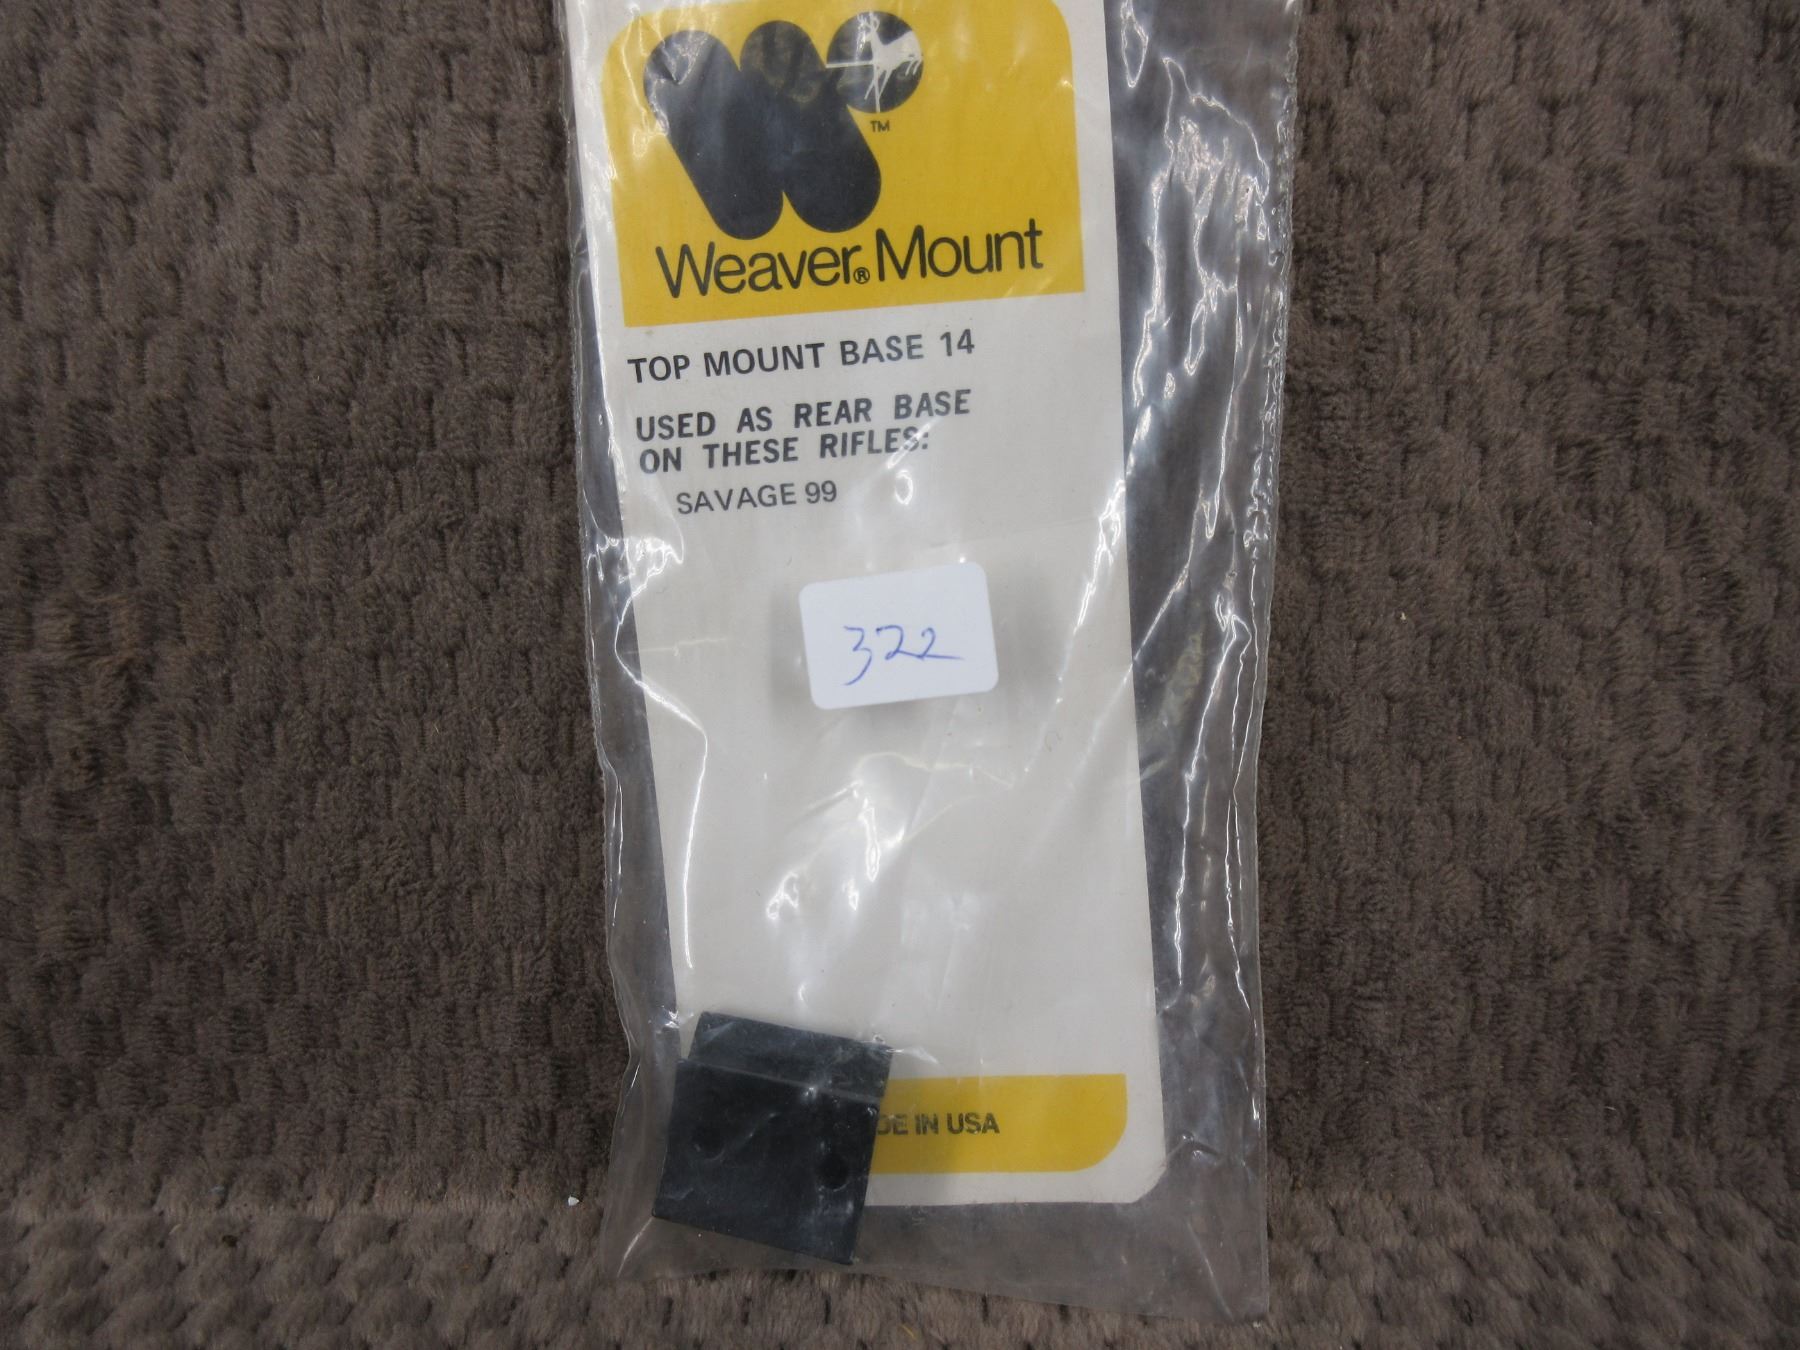 TM
Weaver® Mount
TOP MOUNT BASE 14
USED AS REAR BASE
ON THESE RIFLES:
SAVAGE 99
322
DE IN USA